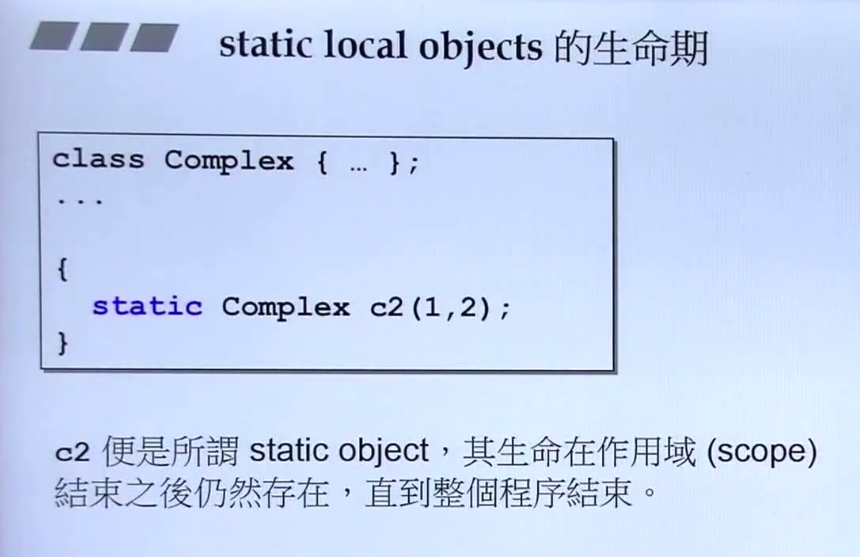 static local objects 的生命期
class Complex { … };
...
{
static Complex c2(1,2);
}
c2 便是所謂 static object，其生命在作用域 (scope)
結束之後仍然存在，直到整個程序結束。